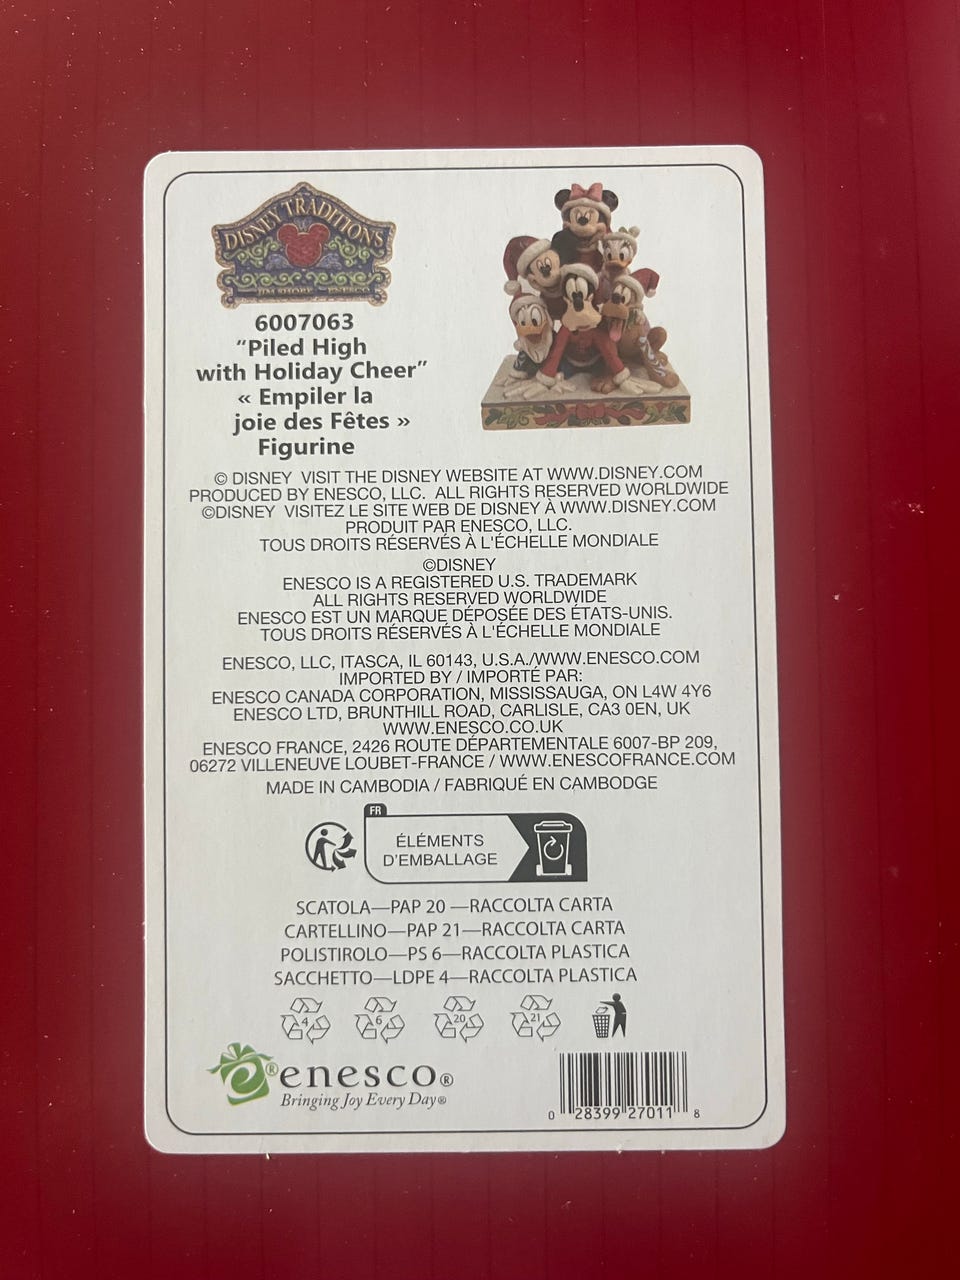 DISNEY TRADITIONS
JIM SHORE ENESCO
6007063
"Piled High
with Holiday Cheer"
« Empiler la
joie des Fêtes »
Figurine
© DISNEY VISIT THE DISNEY WEBSITE AT WWW.DISNEY.COM
PRODUCED BY ENESCO, LLC. ALL RIGHTS RESERVED WORLDWIDE
©DISNEY VISITEZ LE SITE WEB DE DISNEY À WWW.DISNEY.COM
PRODUIT PAR ENESCO, LLC.
TOUS DROITS RÉSERVÉS À L'ÉCHELLE MONDIALE
©DISNEY
ENESCO IS A REGISTERED U.S. TRADEMARK
ALL RIGHTS RESERVED WORLDWIDE
ENESCO EST UN MARQUE DÉPOSÉE DES ÉTATS-UNIS.
TOUS DROITS RÉSERVÉS À L'ÉCHELLE MONDIALE
ENESCO, LLC, ITASCA, IL 60143, U.S.A./WWW.ENESCO.COM
IMPORTED BY / IMPORTÉ PAR:
ENESCO CANADA CORPORATION, MISSISSAUGA, ON L4W 4Y6
ENESCO LTD, BRUNTHILL ROAD, CARLISLE, CA3 0EN, UK
WWW.ENESCO.CO.UK
ENESCO FRANCE, 2426 ROUTE DÉPARTEMENTALE 6007-BP 209,
06272 VILLENEUVE LOUBET-FRANCE / WWW.ENESCOFRANCE.COM
MADE IN CAMBODIA / FABRIQUÉ EN CAMBODGE
FR
ÉLÉMENTS
D'EMBALLAGE
SCATOLA—PAP 20 —RACCOLTA CARTA
CARTELLINO—PAP 21—RACCOLTA CARTA
POLISTIROLO—PS 6—RACCOLTA PLASTICA
SACCHETTO—LDPE 4—RACCOLTA PLASTICA
4 6 20 21
® enesco®
Bringing Joy Every Day®
0 28399 27011 8